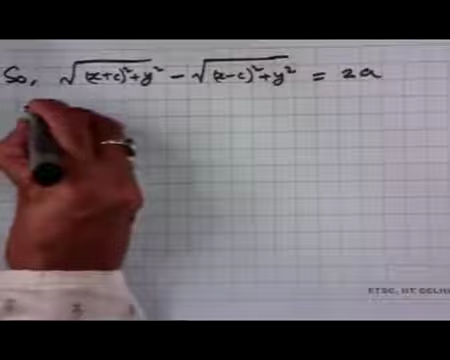 So, √(x+c)²+y² − √(x−c)²+y² = 2a
ETSC, IIT DELHI